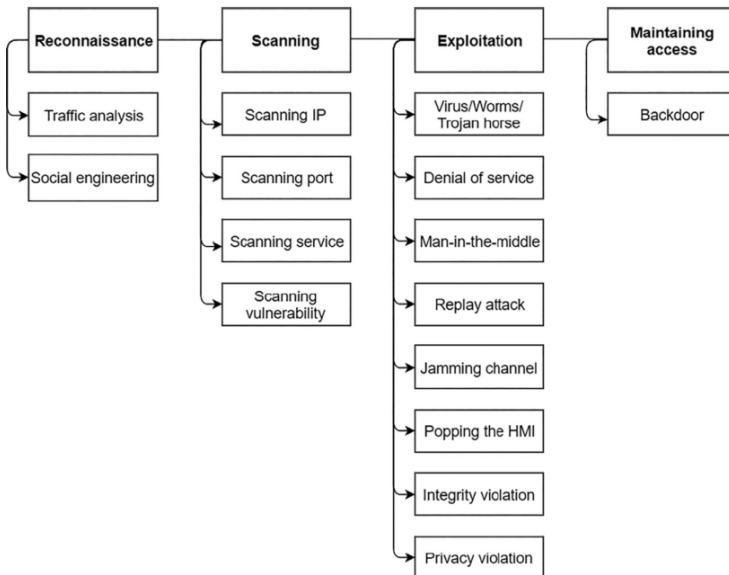 Reconnaissance
Traffic analysis
Social engineering
Scanning
Scanning IP
Scanning port
Scanning service
Scanning
vulnerability
Exploitation
Virus/Worms/
Trojan horse
Denial of service
Man-in-the-middle
Replay attack
Jamming channel
Popping the HMI
Integrity violation
Privacy violation
Maintaining
access
Backdoor